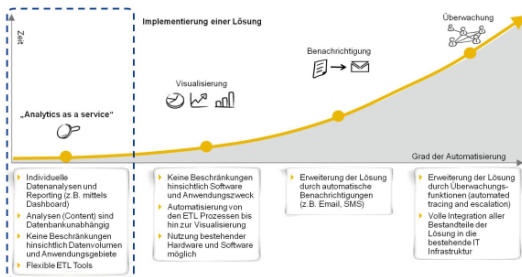 Zeit
Implementierung einer Lösung
Überwachung
Benachrichtigung
Visualisierung
„Analytics as a service“
Grad der Automatisierung
Individuelle
Datenanalysen und
Reporting (z.B. mittels
Dashboard)
Analysen (Content) sind
Datenbankunabhängig
Keine Beschränkungen
hinsichtlich Datenvolumen
und Anwendungsgebiete
Flexible ETL Tools
Keine Beschränkungen
hinsichtlich Software
und Anwendungszweck
Automatisierung von
den ETL Prozessen bis
hin zur Visualisierung
Nutzung bestehender
Hardware und Software
möglich
Erweiterung der Lösung
durch automatische
Benachrichtigungen
(z.B. Email, SMS)
Erweiterung der Lösung
durch Überwachungs-
funktionen (automated
tracing and escalation)
Volle Integration aller
Bestandteile der
Lösung in die
bestehende IT
Infrastruktur